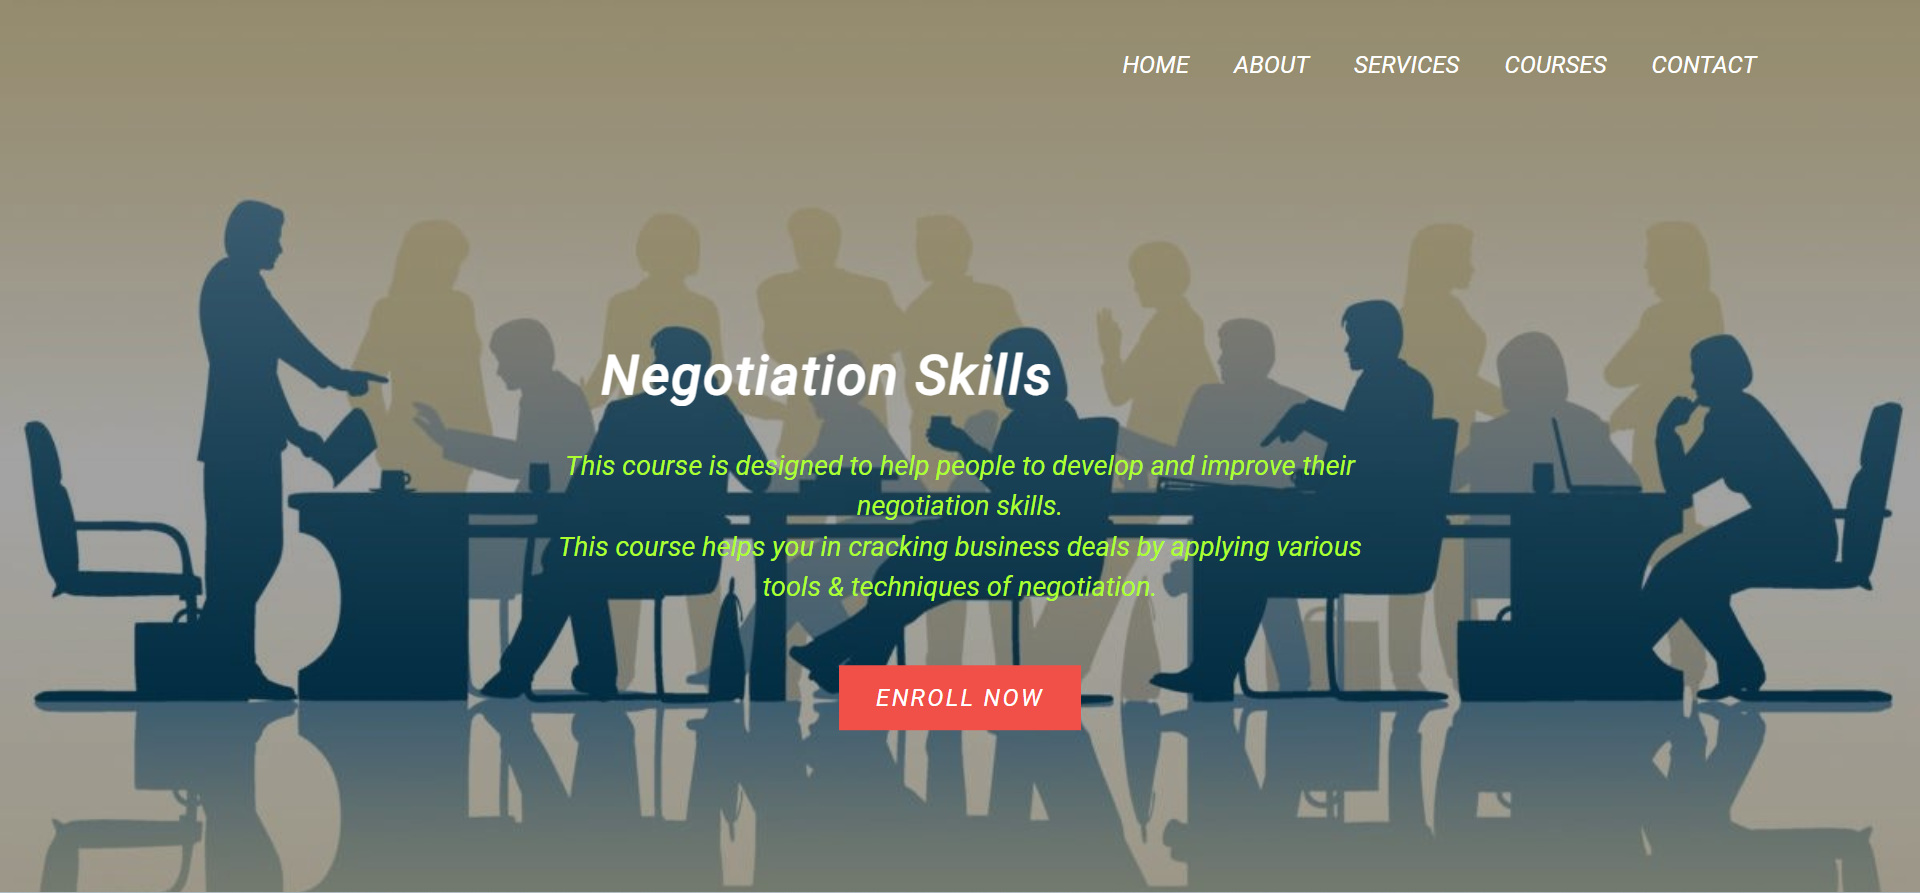 HOME ABOUT SERVICES COURSES CONTACT
Negotiation Skills
This course is designed to help people to develop and improve their
negotiation skills.
This course helps you in cracking business deals by applying various
tools & techniques of negotiation.
ENROLL NOW